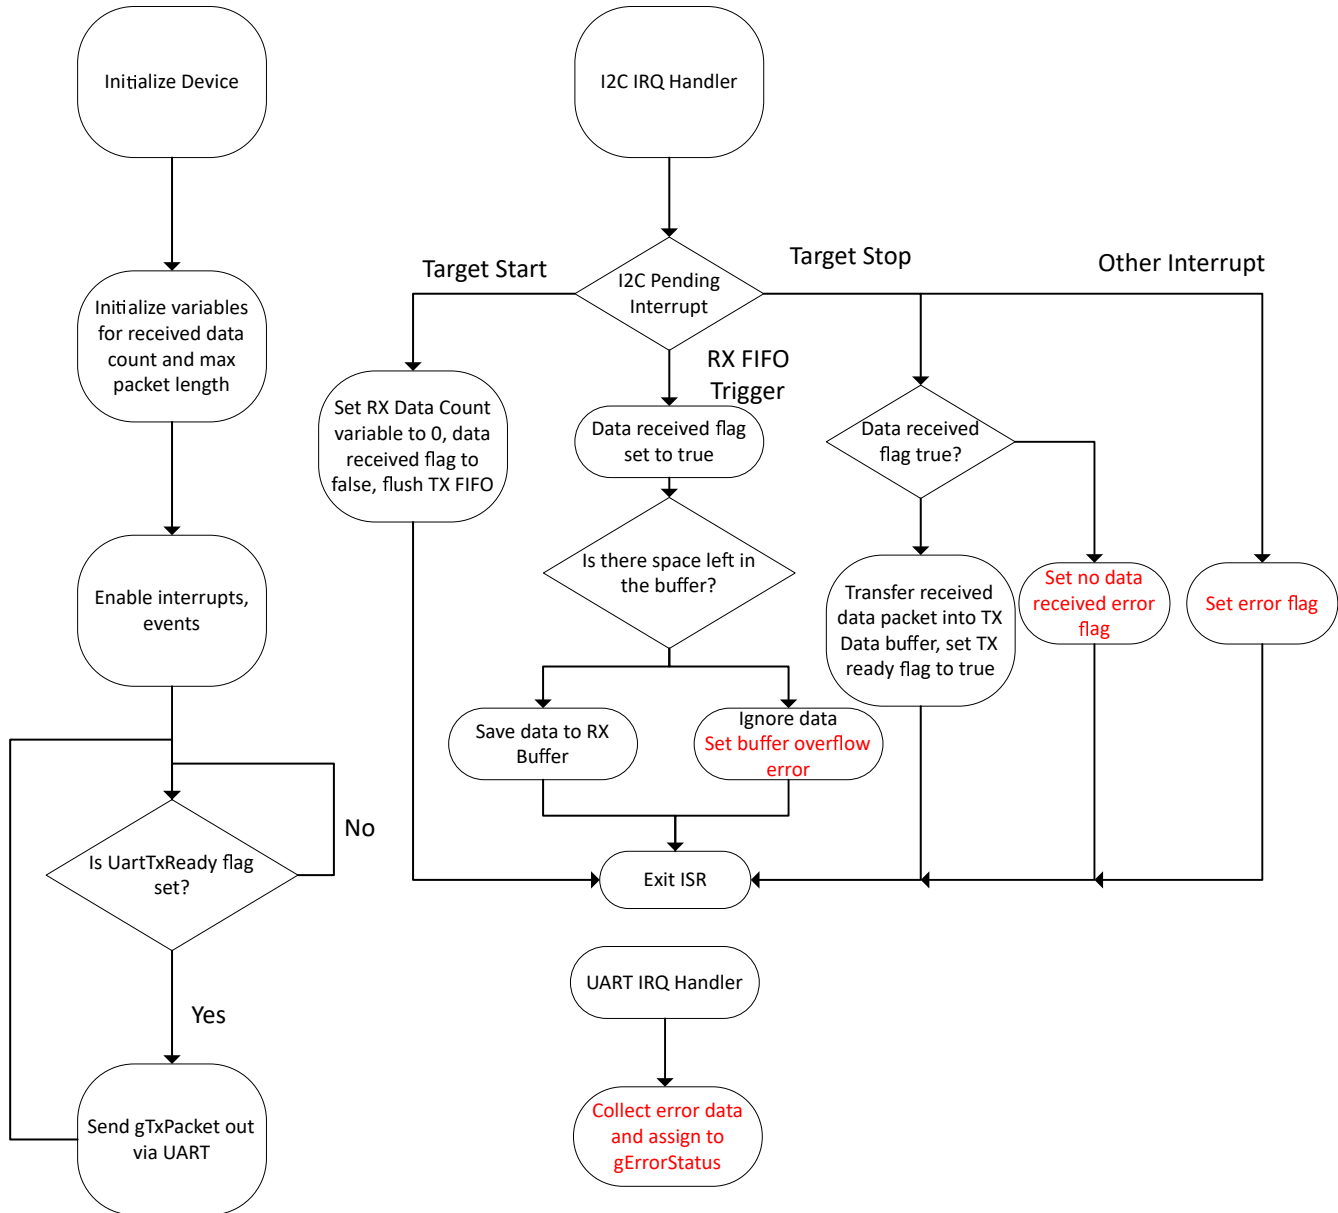 Initialize Device
Initialize variables
for received data
count and max
packet length
Enable interrupts,
events
Is UartTxReady flag
set?
No
Yes
Send gTxPacket out
via UART
I2C IRQ Handler
I2C Pending
Interrupt
Target Start
Target Stop
Other Interrupt
RX FIFO
Trigger
Set RX Data Count
variable to 0, data
received flag to
false, flush TX FIFO
Data received flag
set to true
Is there space left in
the buffer?
Save data to RX
Buffer
Ignore data
Set buffer overflow
error
Data received
flag true?
Transfer received
data packet into TX
Data buffer, set TX
ready flag to true
Set no data
received error
flag
Set error flag
Exit ISR
UART IRQ Handler
Collect error data
and assign to
gErrorStatus